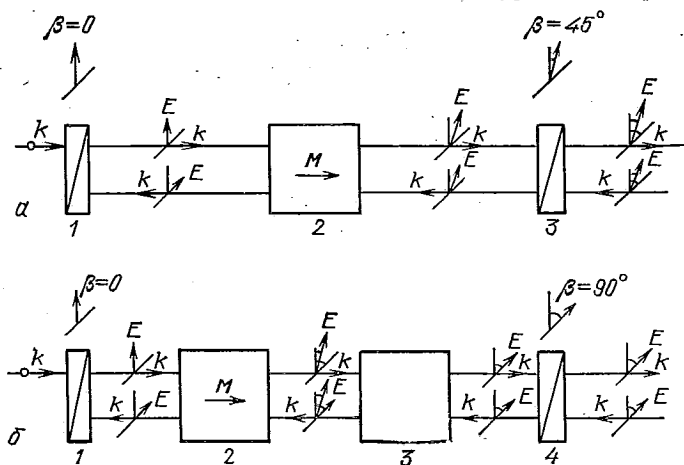 β=0 β=45°
k E k E k E k
k E M k k E
а 1 2 3
β=0 β=90°
k E k E k E k E k
k E M k E k E k E
б 1 2 3 4